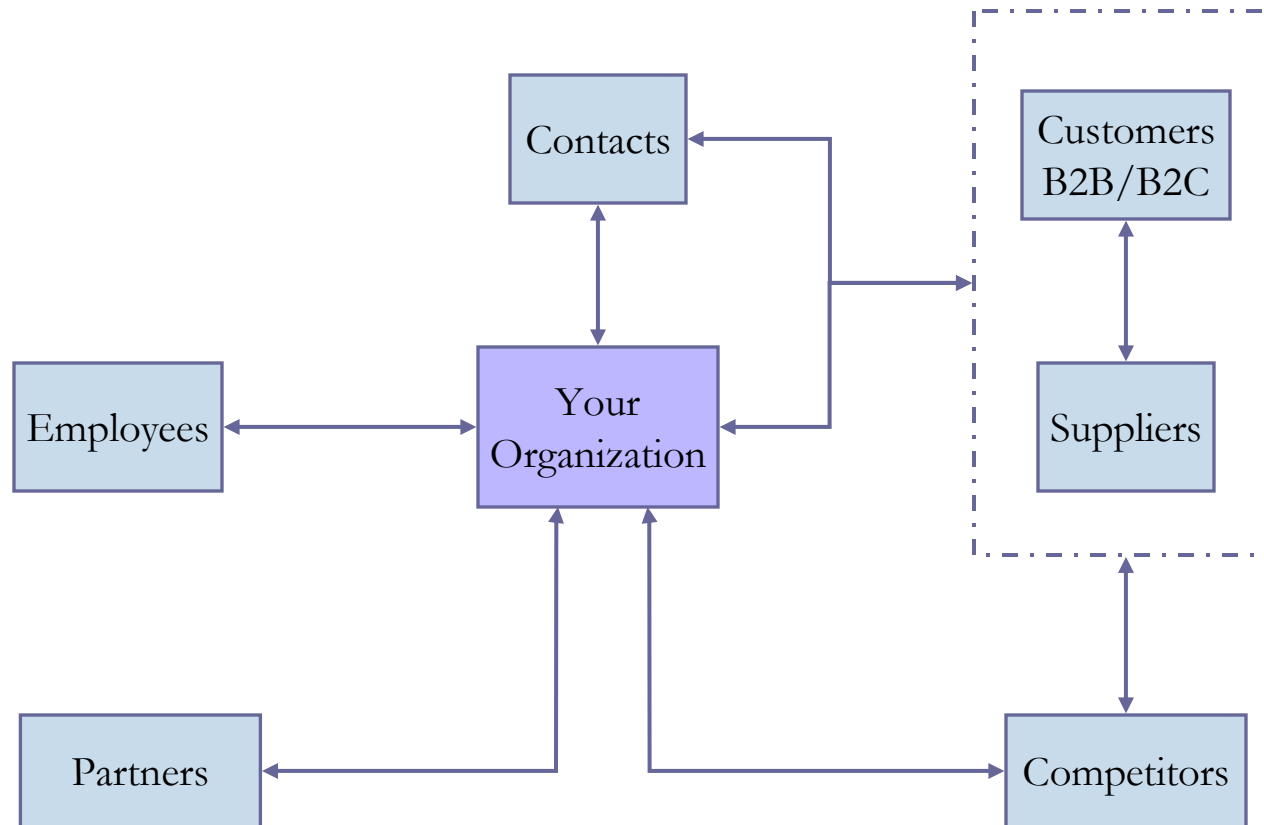 Contacts
Customers
B2B/B2C
Employees
Your
Organization
Suppliers
Partners
Competitors